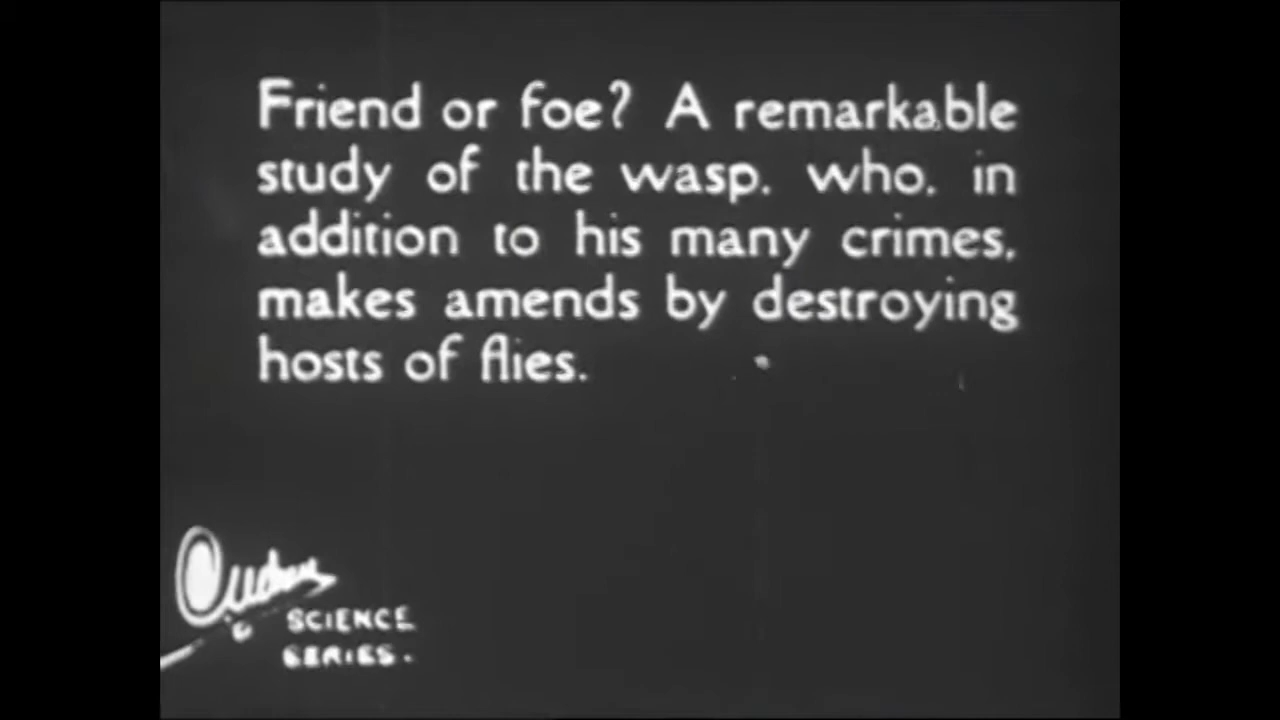 Friend or foe? A remarkable
study of the wasp, who, in
addition to his many crimes,
makes amends by destroying
hosts of flies.
SCIENCE
SERIES.